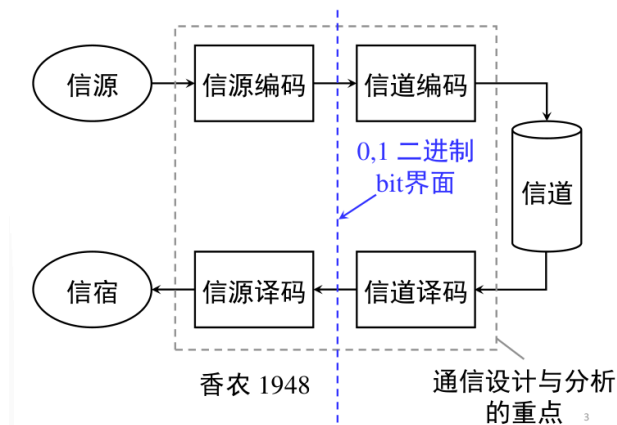 信源
信源编码
信道编码
0,1 二进制
bit界面
信道
信宿
信源译码
信道译码
香农 1948
通信设计与分析
的重点
3